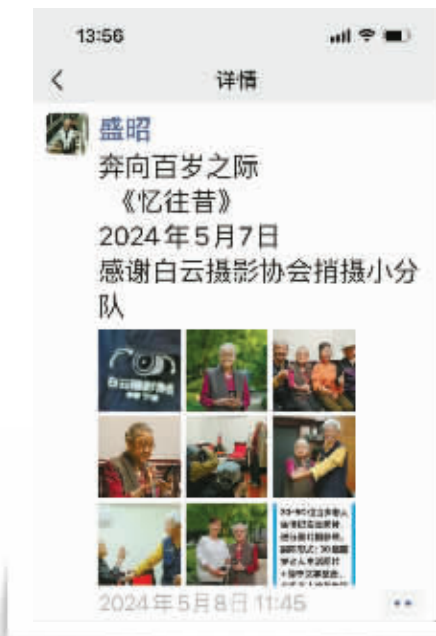 13:56
详情
盛昭
奔向百岁之际
《忆往昔》
2024年5月7日
感谢白云摄影协会捎摄小分
队
白云摄影协会
2024年5月8日 11:45